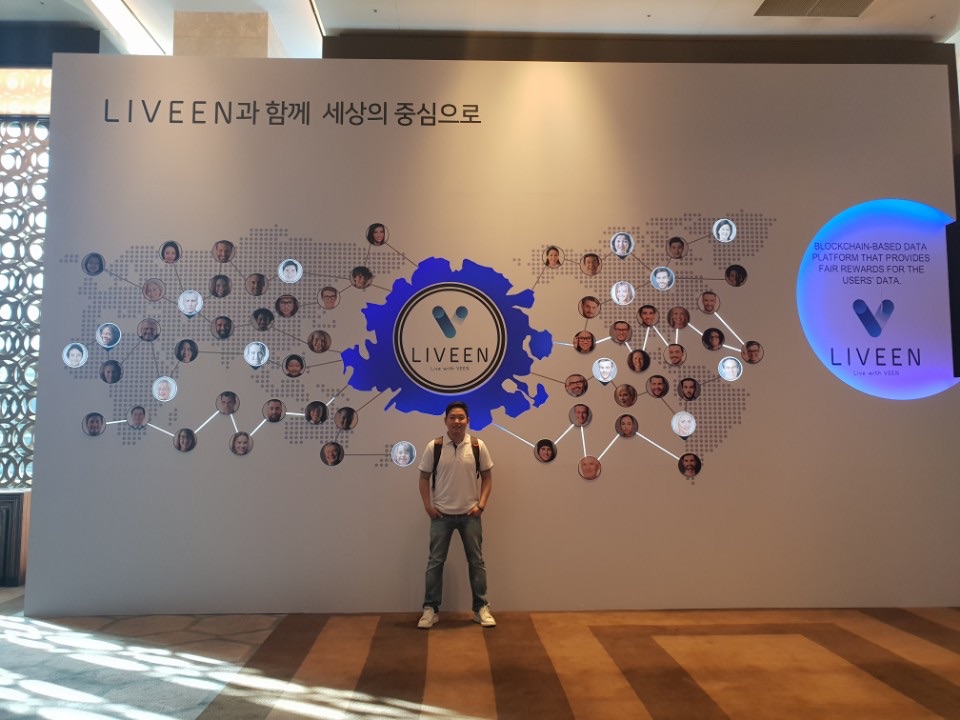 LIVEEN과 함께 세상의 중심으로
LIVEEN
Live with VEEN
BLOCKCHAIN-BASED DATA
PLATFORM THAT PROVIDES
FAIR REWARDS FOR THE
USERS' DATA.
LIVEEN
Live with VEEN